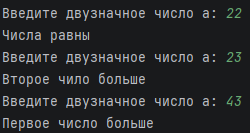 Введите двузначное число a: 22
Числа равны
Введите двузначное число a: 23
Второе чило больше
Введите двузначное число a: 43
Первое число больше